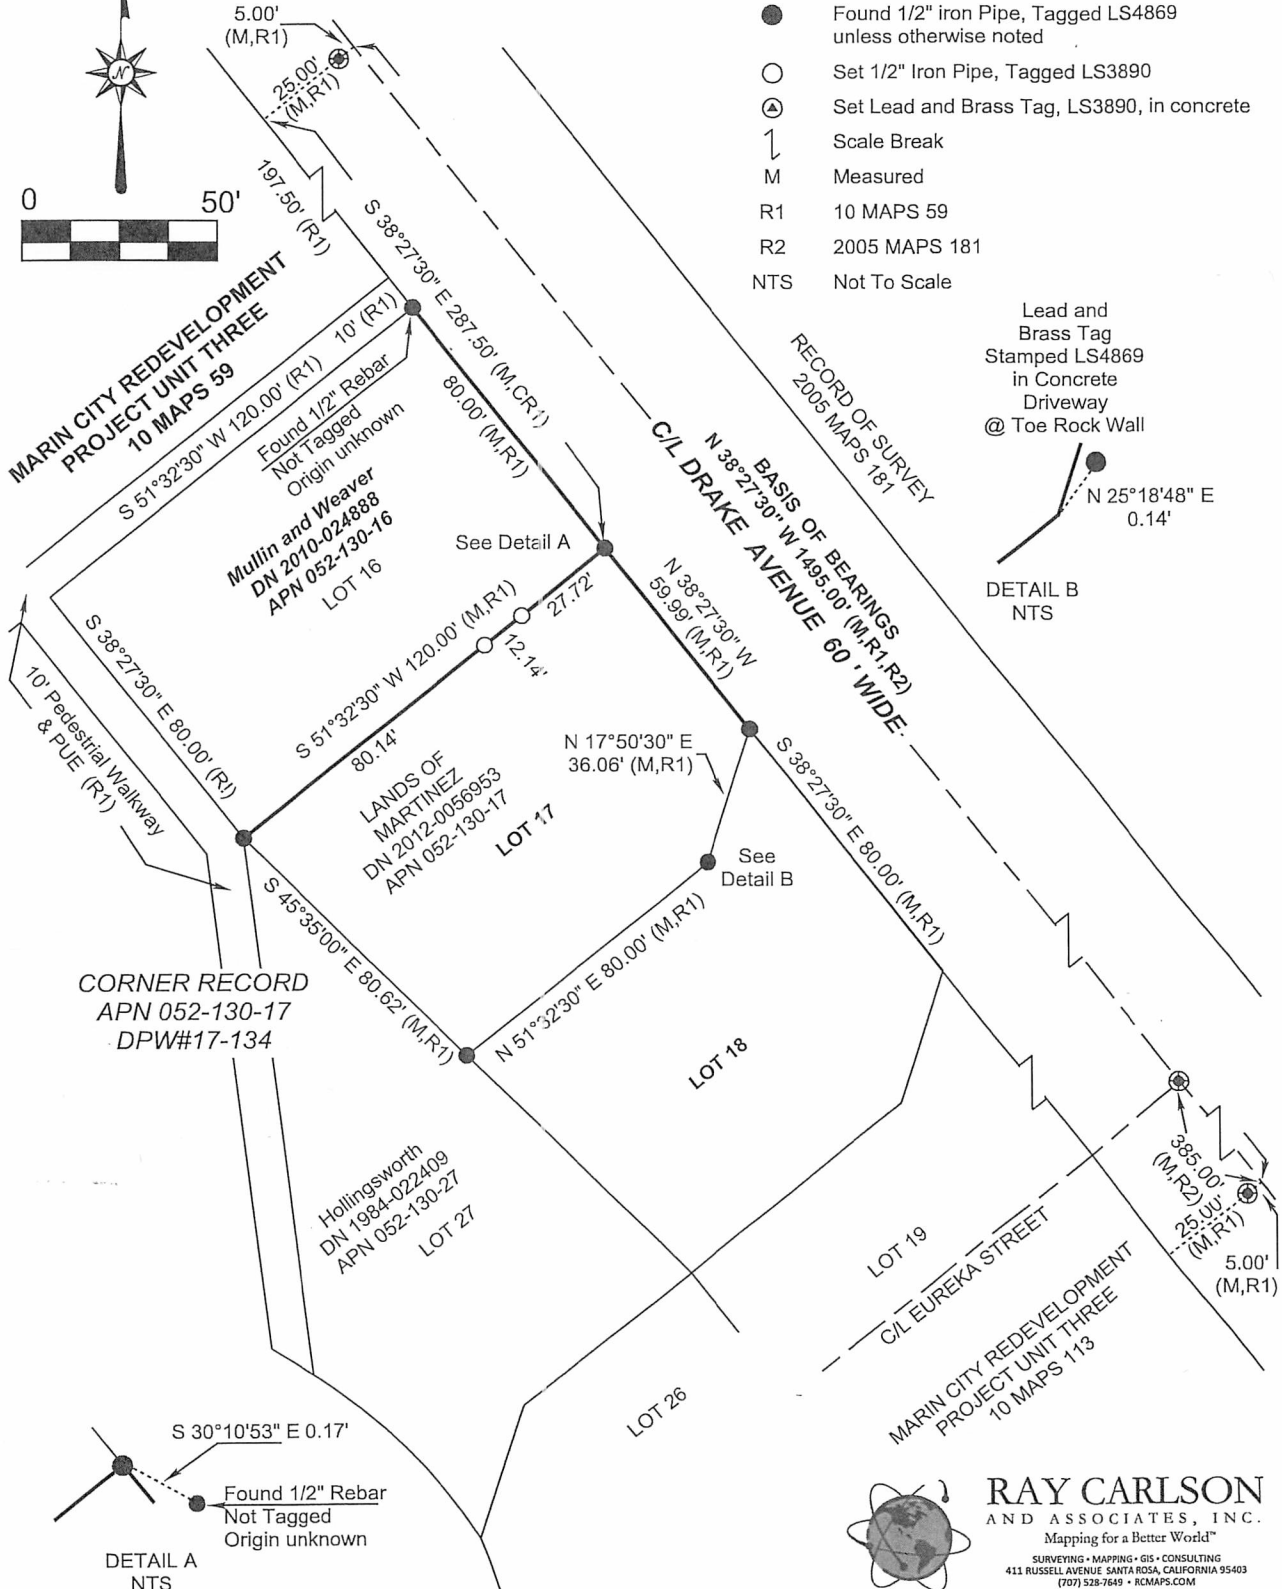 5.00'
(M,R1)
25.00'
(M,R1)
N
0 50'
Found 1/2" iron Pipe, Tagged LS4869
unless otherwise noted
Set 1/2" Iron Pipe, Tagged LS3890
Set Lead and Brass Tag, LS3890, in concrete
Scale Break
M Measured
R1 10 MAPS 59
R2 2005 MAPS 181
NTS Not To Scale
197.50' (R1)
S 38°27'30" E 287.50' (M,CR1)
MARIN CITY REDEVELOPMENT
PROJECT UNIT THREE
10 MAPS 59
10' (R1)
S 51°32'30" W 120.00' (R1)
Found 1/2" Rebar
Not Tagged
Origin unknown
80.00' (M,R1)
Mullin and Weaver
DN 2010-024888
APN 052-130-16
LOT 16
See Detail A
RECORD OF SURVEY
2005 MAPS 181
BASIS OF BEARINGS
N 38°27'30" W 1495.00' (M,R1,R2)
C/L DRAKE AVENUE 60' WIDE
Lead and
Brass Tag
Stamped LS4869
in Concrete
Driveway
@ Toe Rock Wall
N 25°18'48" E
0.14'
DETAIL B
NTS
S 38°27'30" E 80.00' (RI)
10' Pedestrial Walkway
& PUE (R1)
S 51°32'30" W 120.00' (M,R1)
27.72'
12.14'
80.14'
N 38°27'30" W
59.99' (M,R1)
LANDS OF
MARTINEZ
DN 2012-0056953
APN 052-130-17
LOT 17
N 17°50'30" E
36.06' (M,R1)
See
Detail B
S 38°27'30" E 80.00' (M,R1)
S 45°35'00" E 80.62' (M,R1)
N 51°32'30" E 80.00' (M,R1)
CORNER RECORD
APN 052-130-17
DPW#17-134
LOT 18
Hollingsworth
DN 1984-022409
APN 052-130-27
LOT 27
LOT 19
C/L EUREKA STREET
385.00'
(M,R2)
25.00'
(M,R1)
5.00'
(M,R1)
MARIN CITY REDEVELOPMENT
PROJECT UNIT THREE
10 MAPS 113
LOT 26
S 30°10'53" E 0.17'
Found 1/2" Rebar
Not Tagged
Origin unknown
DETAIL A
NTS
RAY CARLSON
AND ASSOCIATES, INC.
Mapping for a Better World™
SURVEYING • MAPPING • GIS • CONSULTING
411 RUSSELL AVENUE SANTA ROSA, CALIFORNIA 95403
(707) 528-7649 • RCMAPS.COM